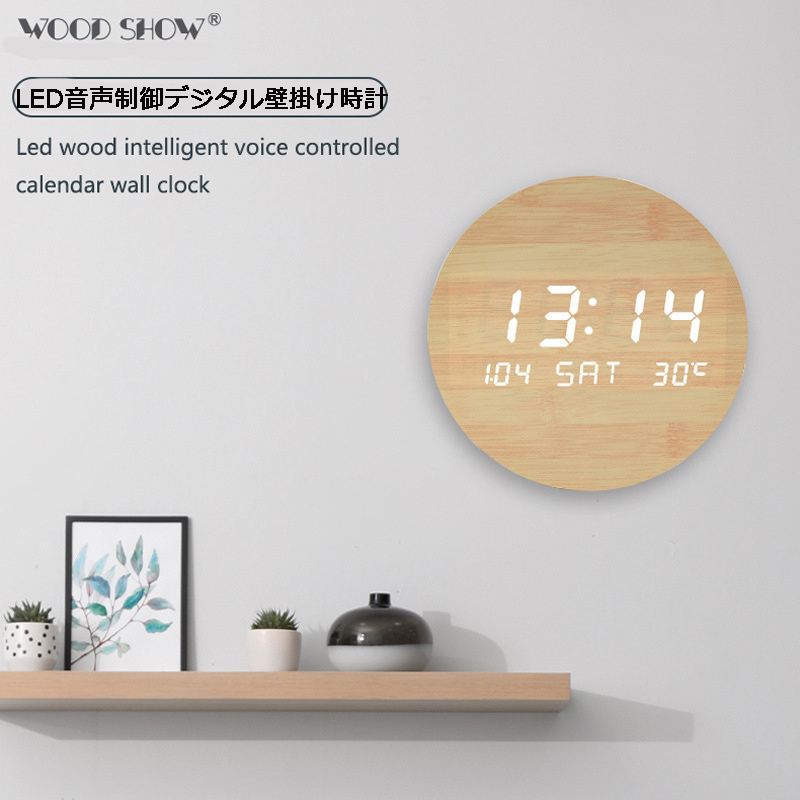 WOOD SHOW®
LED音声制御デジタル壁掛け時計
Led wood intelligent voice controlled
calendar wall clock
13:14
1:04 SAT 30℃